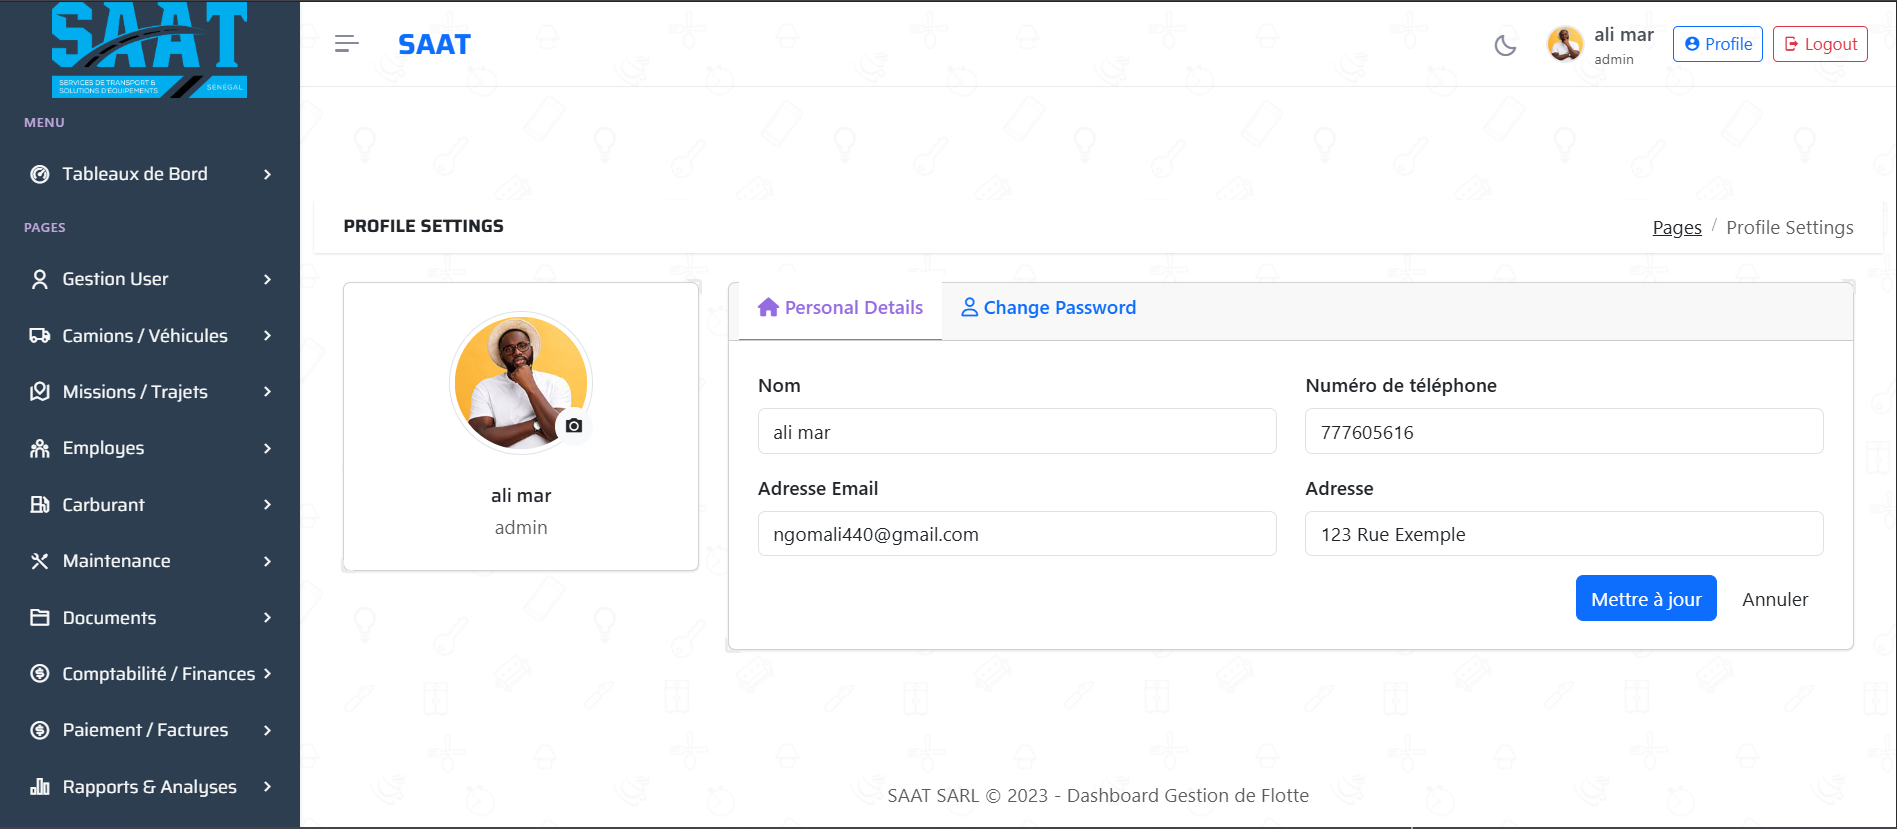 SAAT
SERVICES DE TRANSPORT &
SOLUTIONS D'ÉQUIPEMENTS
SENEGAL
MENU
Tableaux de Bord
PAGES
Gestion User
Camions / Véhicules
Missions / Trajets
Employes
Carburant
Maintenance
Documents
Comptabilité / Finances
Paiement / Factures
Rapports & Analyses
SAAT
ali mar
admin
Profile
Logout
PROFILE SETTINGS
Pages / Profile Settings
ali mar
admin
Personal Details
Change Password
Nom
ali mar
Numéro de téléphone
777605616
Adresse Email
ngomali440@gmail.com
Adresse
123 Rue Exemple
Mettre à jour
Annuler
SAAT SARL © 2023 - Dashboard Gestion de Flotte